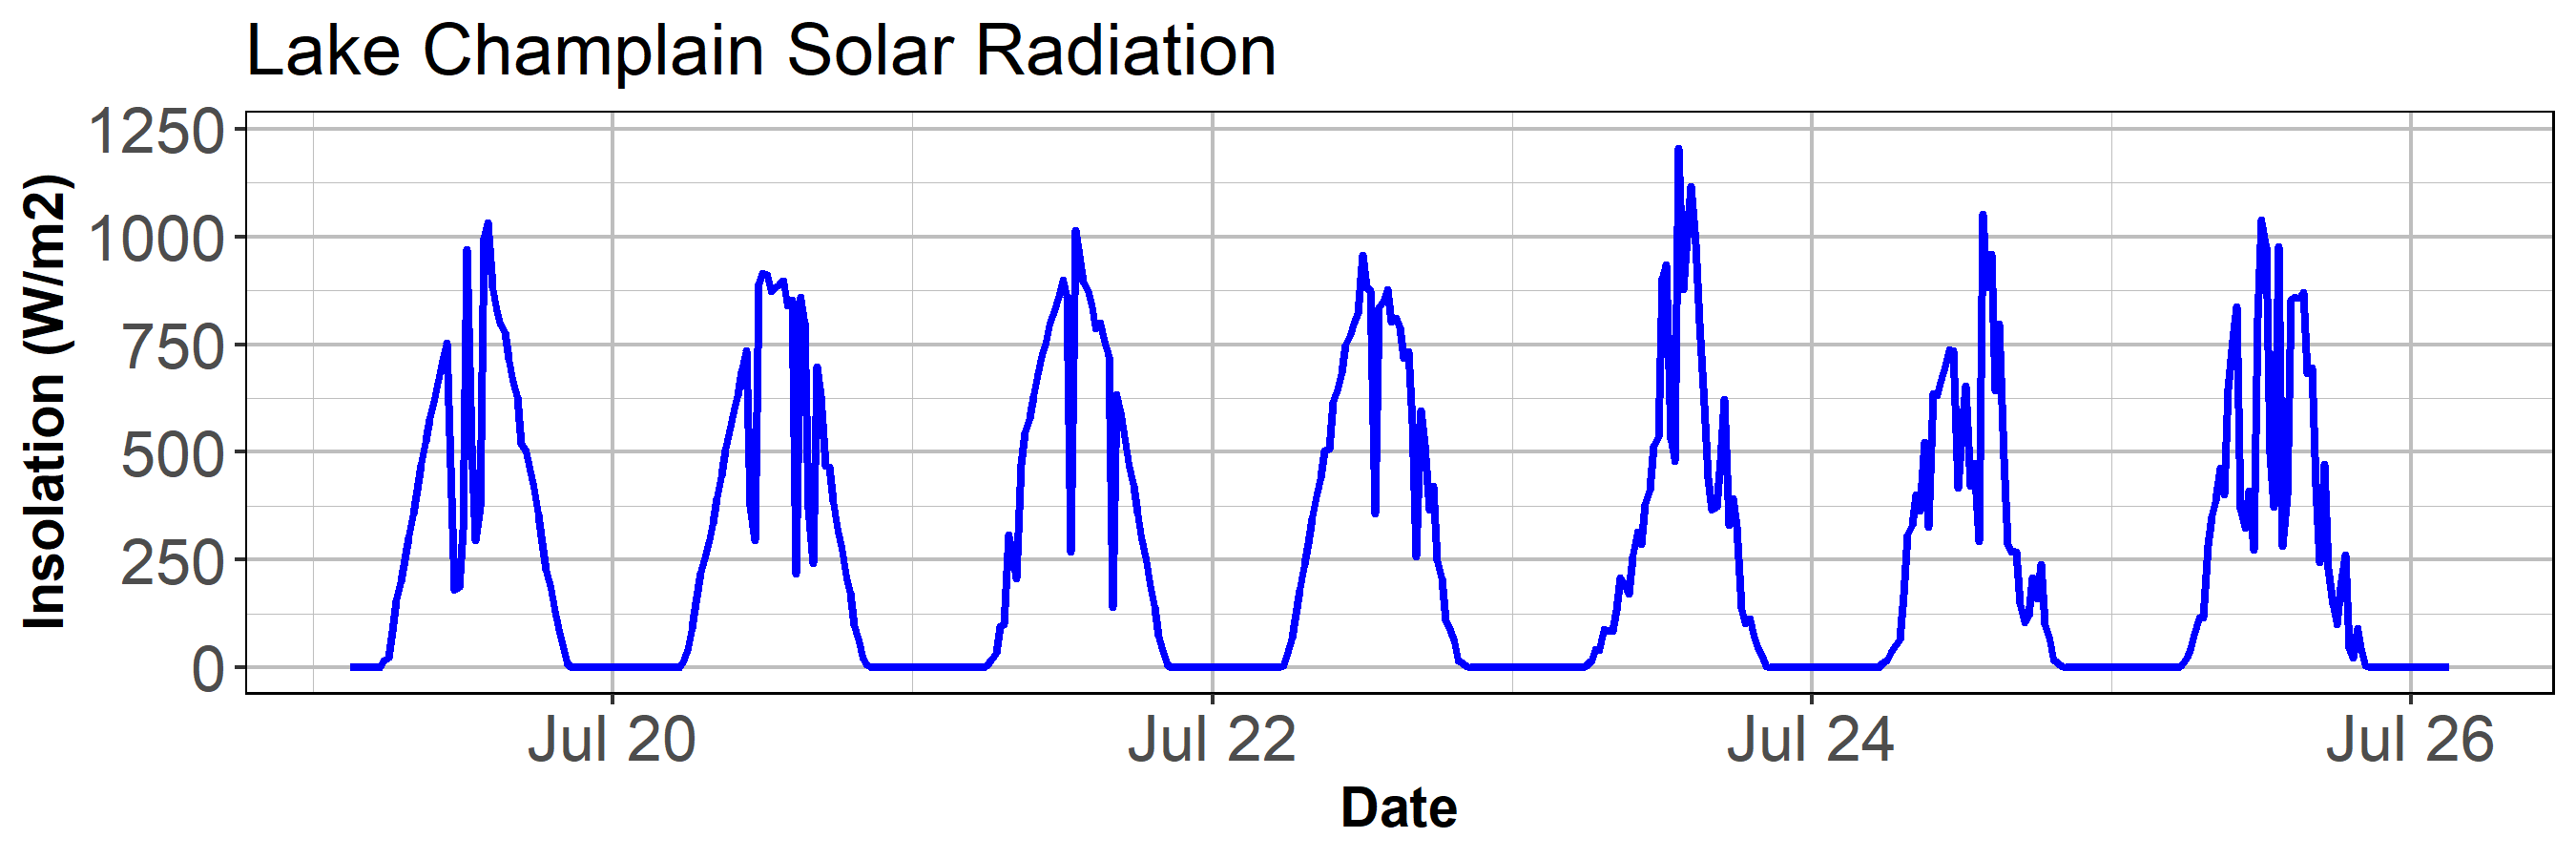 Lake Champlain Solar Radiation
Insolation (W/m2)
1250
1000
750
500
250
0
Jul 20
Jul 22
Jul 24
Jul 26
Date